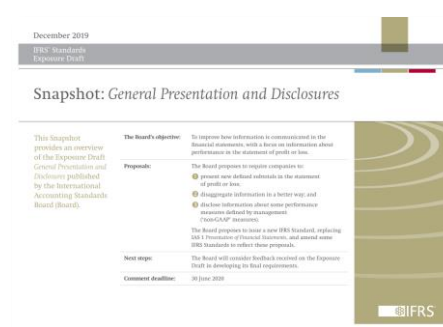 December 2019
IFRS® Standards
Exposure Draft
Snapshot: General Presentation and Disclosures
This Snapshot
provides an overview
of the Exposure Draft
General Presentation and
Disclosures published
by the International
Accounting Standards
Board (Board).
The Board's objective:
To improve how information is communicated in the
financial statements, with a focus on information about
performance in the statement of profit or loss.
Proposals:
The Board proposes to require companies to:
1 present new defined subtotals in the statement
of profit or loss;
2 disaggregate information in a better way; and
3 disclose information about some performance
measures defined by management
('non-GAAP' measures).
The Board proposes to issue a new IFRS Standard, replacing
IAS 1 Presentation of Financial Statements, and amend some
IFRS Standards to reflect these proposals.
Next steps:
The Board will consider feedback received on the Exposure
Draft in developing its final requirements.
Comment deadline:
30 June 2020
IFRS